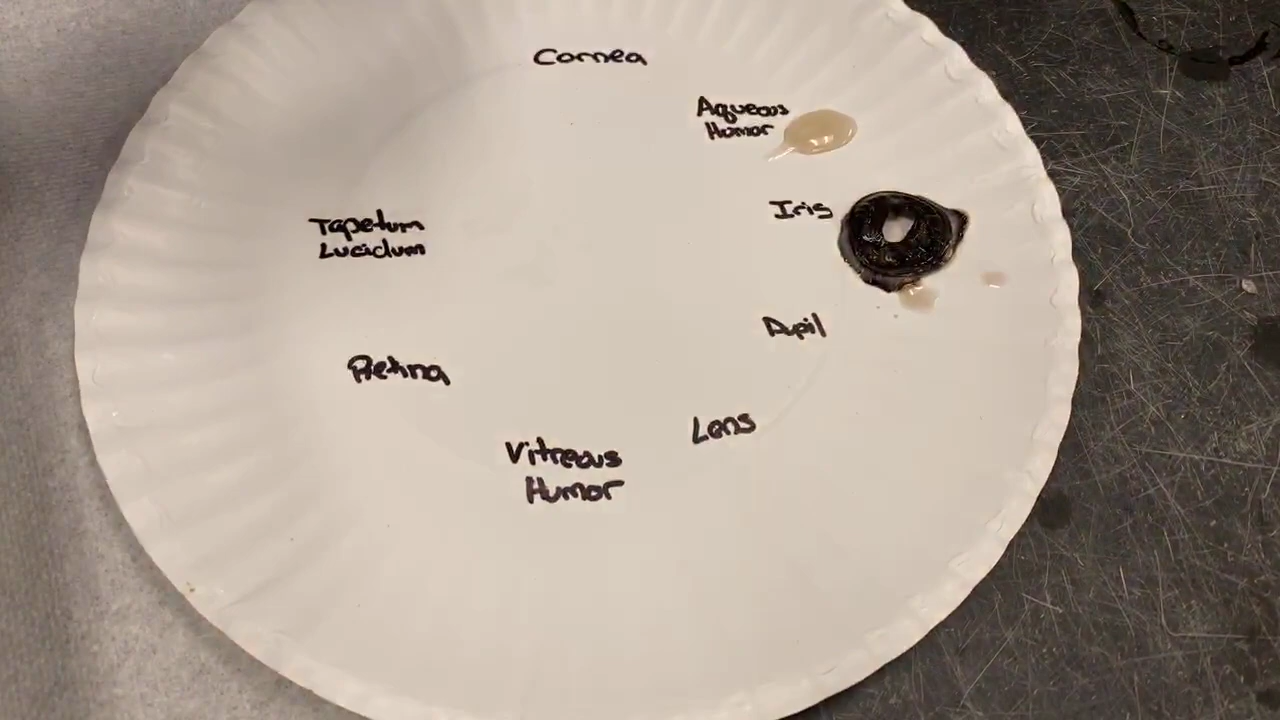 Cornea
Aqueous
Humor
Iris
Pupil
Lens
Vitreous
Humor
Retina
Tapetum
Lucidum